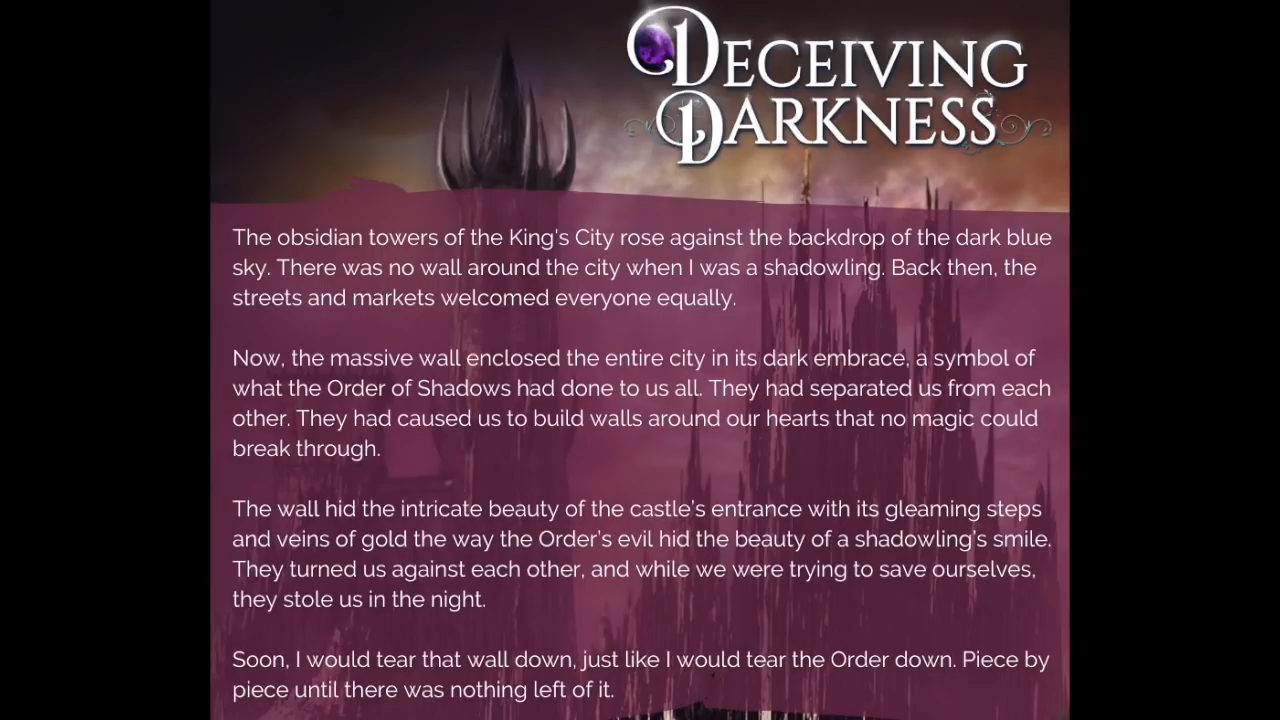 DECEIVING
DARKNESS
The obsidian towers of the King's City rose against the backdrop of the dark blue
sky. There was no wall around the city when I was a shadowling. Back then, the
streets and markets welcomed everyone equally.
Now, the massive wall enclosed the entire city in its dark embrace, a symbol of
what the Order of Shadows had done to us all. They had separated us from each
other. They had caused us to build walls around our hearts that no magic could
break through.
The wall hid the intricate beauty of the castle's entrance with its gleaming steps
and veins of gold the way the Order's evil hid the beauty of a shadowling's smile.
They turned us against each other, and while we were trying to save ourselves,
they stole us in the night.
Soon, I would tear that wall down, just like I would tear the Order down. Piece by
piece until there was nothing left of it.